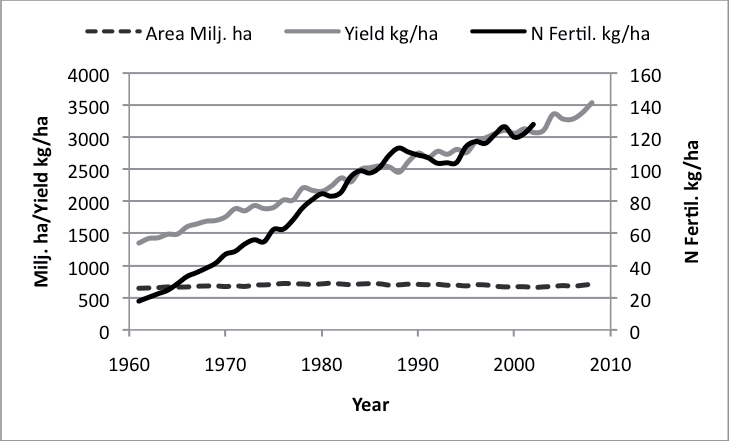 Area Milj. ha Yield kg/ha N Fertil. kg/ha
4000 160
3500 140
3000 120
2500 100
2000 80
1500 60
1000 40
500 20
0 0
1960 1970 1980 1990 2000 2010
Milj. ha/Yield kg/ha
N Fertil. kg/ha
Year